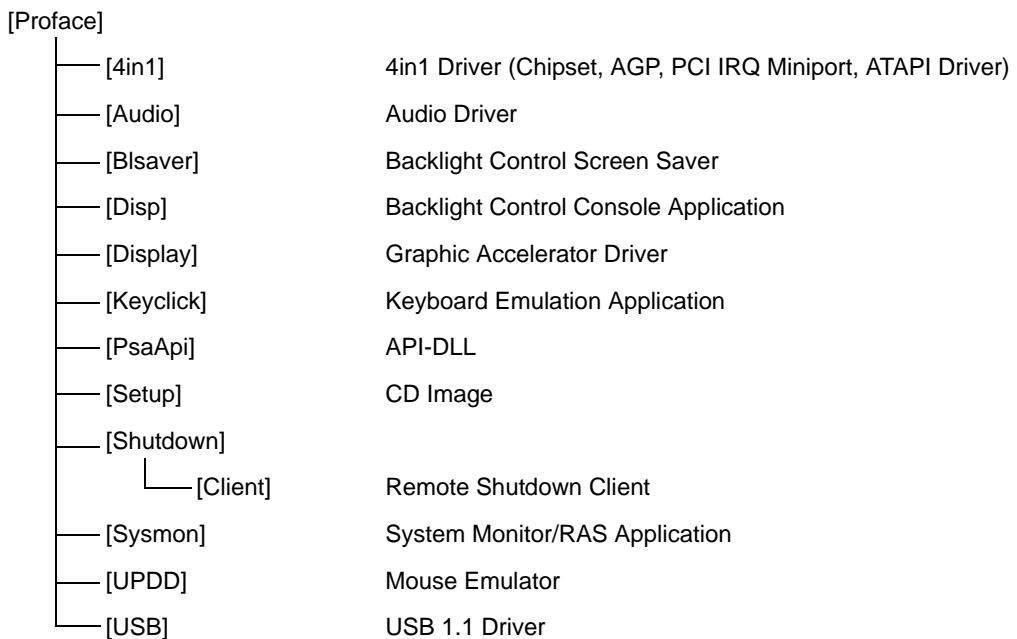 [Proface]
[4in1] 4in1 Driver (Chipset, AGP, PCI IRQ Miniport, ATAPI Driver)
[Audio] Audio Driver
[Blsaver] Backlight Control Screen Saver
[Disp] Backlight Control Console Application
[Display] Graphic Accelerator Driver
[Keyclick] Keyboard Emulation Application
[PsaApi] API-DLL
[Setup] CD Image
[Shutdown]
[Client] Remote Shutdown Client
[Sysmon] System Monitor/RAS Application
[UPDD] Mouse Emulator
[USB] USB 1.1 Driver